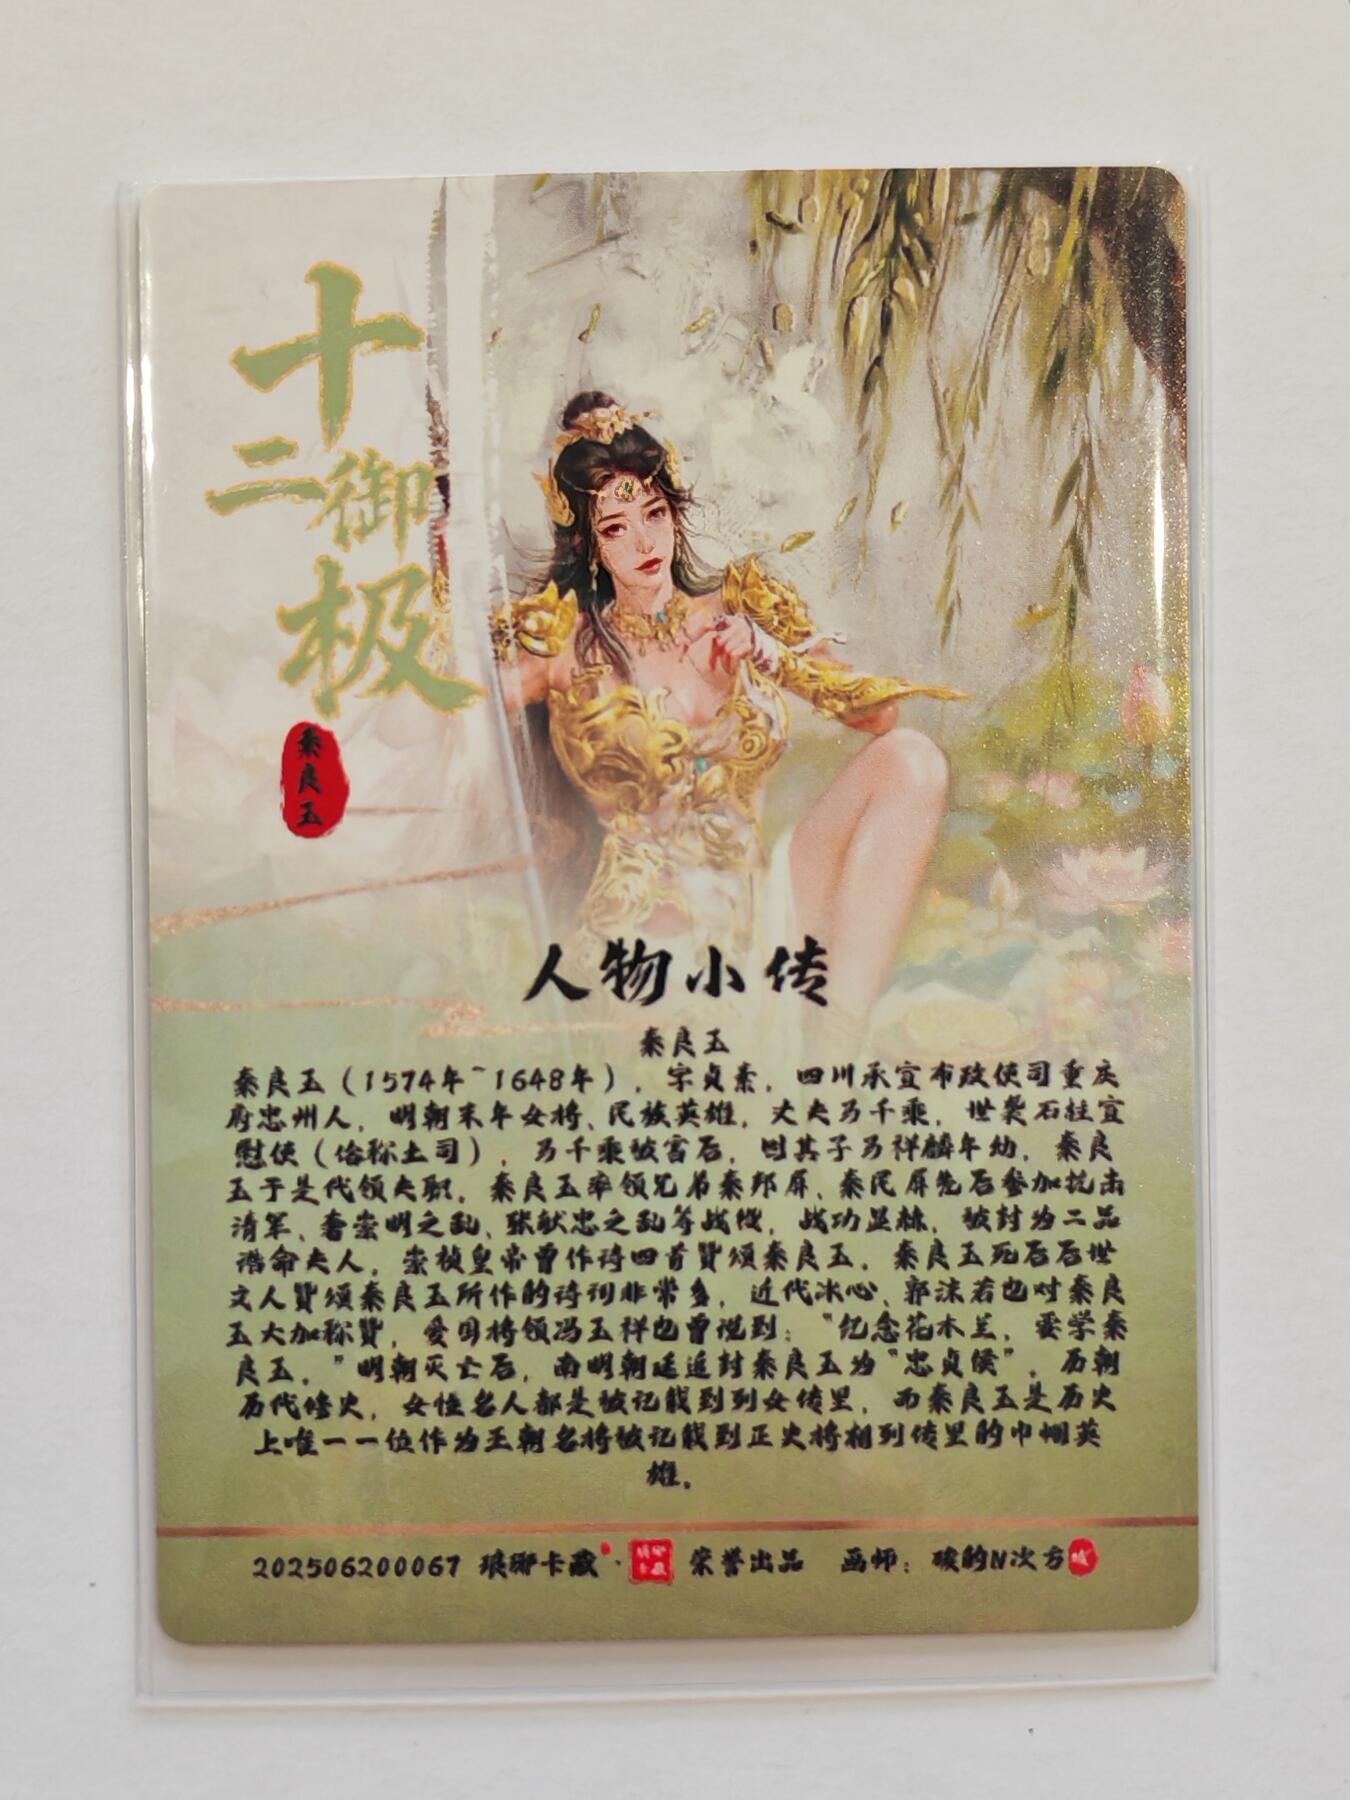 十
二御
极
秦良玉
人物小传
秦良玉
秦良玉（1574年~1648年），字贞素，四川承宣布政使司重庆
府忠州人，明朝末年女将、民族英雄，丈夫马千乘，世袭石柱宣
慰使（俗称土司），马千乘被害后，因其子马祥麟年幼，秦良
玉于是代领夫职。秦良玉率领兄弟秦邦屏、秦民屏先后参加抗击
清军、奢崇明之乱、张献忠之乱等战役，战功显赫，被封为二品
诰命夫人。崇祯皇帝曾作诗四首赞颂秦良玉。秦良玉死后后世
文人赞颂秦良玉所作的诗词非常多，近代冰心、郭沫若也对秦良
玉大加称赞，爱国将领冯玉祥也曾说到：“纪念花木兰，要学秦
良玉。”明朝灭亡后，南明朝廷追封秦良玉为“忠贞侯”。历朝
历代修史，女性名人都是被记载到列女传里，而秦良玉是历史
上唯一一位作为王朝名将被记载到正史将相列传里的巾帼英
雄。
202506200067 琅琊卡藏· 荣誉出品 画师：破的N次方